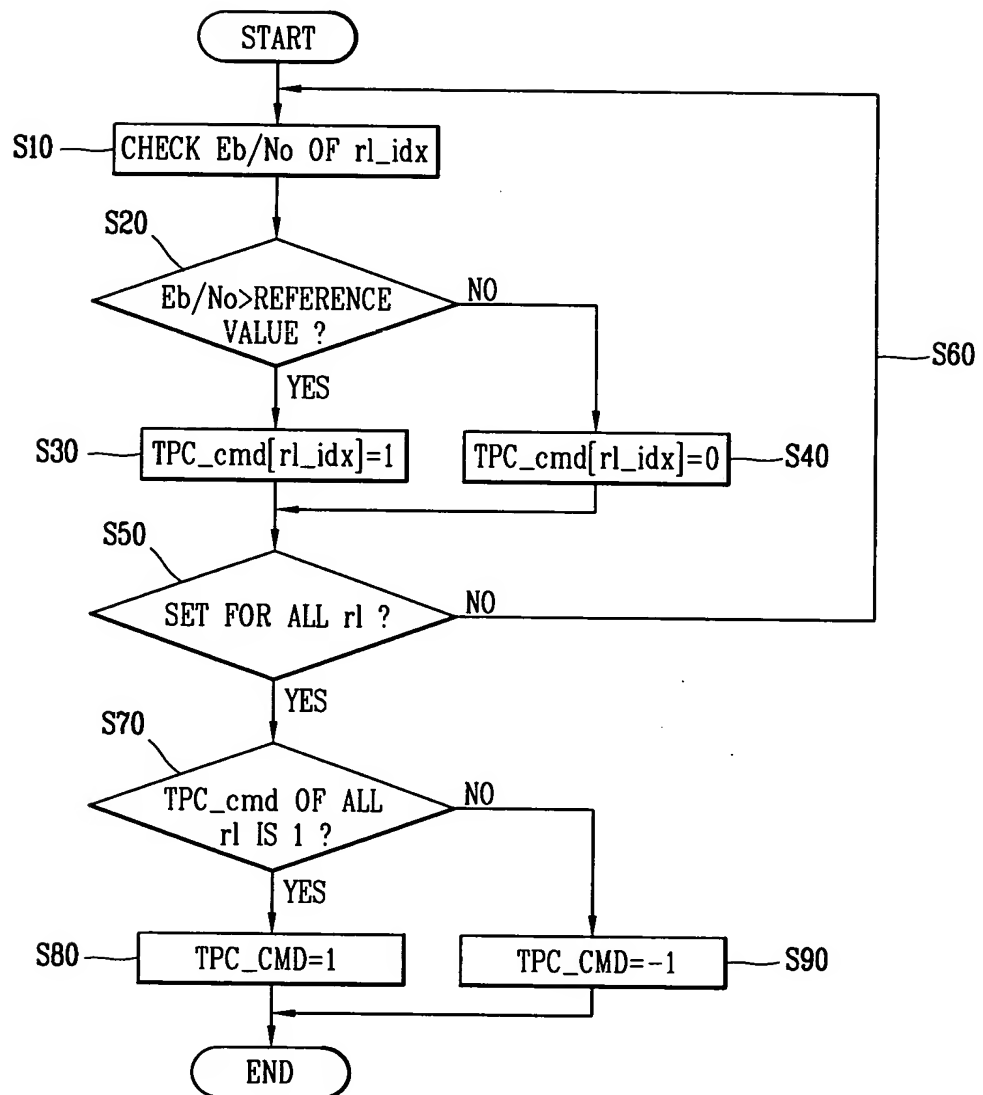 START
S10
CHECK Eb/No OF rl_idx
S20
Eb/No>REFERENCE
VALUE ?
NO
S60
YES
S30
TPC_cmd[rl_idx]=1
TPC_cmd[rl_idx]=0
S40
S50
SET FOR ALL rl ?
NO
YES
S70
TPC_cmd OF ALL
rl IS 1 ?
NO
YES
S80
TPC_CMD=1
TPC_CMD=-1
S90
END